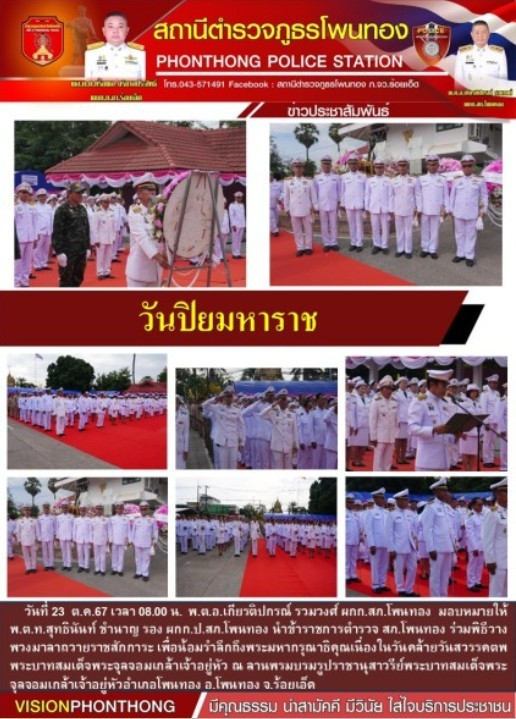 สถานีตำรวจภูธรโพนทอง
PHONTHONG POLICE STATION
โทร.043-571491 Facebook : สถานีตำรวจภูธรโพนทอง ภ.จว.ร้อยเอ็ด
ข่าวประชาสัมพันธ์
POLICE
วันปิยมหาราช
วันที่ 23 ต.ค.67 เวลา 08.00 น. พ.ต.อ.เกียรติปกรณ์ รวมวงศ์ ผกก.สภ.โพนทอง มอบหมายให้
พ.ต.ท.สุทธินันท์ ชำนาญ รอง ผกก.ป.สภ.โพนทอง นำข้าราชการตำรวจ สภ.โพนทอง ร่วมพิธีวาง
พวงมาลาถวายราชสักการะ เพื่อน้อมรำลึกถึงพระมหากรุณาธิคุณเนื่องในวันคล้ายวันสวรรคตพ
พระบาทสมเด็จพระจุลจอมเกล้าเจ้าอยู่หัว ณ ลานพรมบรมรูปราชานุสาวรีย์พระบาทสมเด็จพระ
จุลจอมเกล้าเจ้าอยู่หัวอำเภอโพนทอง อ.โพนทอง จ.ร้อยเอ็ด
VISIONPHONTHONG มีคุณธรรม นำสามัคคี มีวินัย ใส่ใจบริการประชาชน